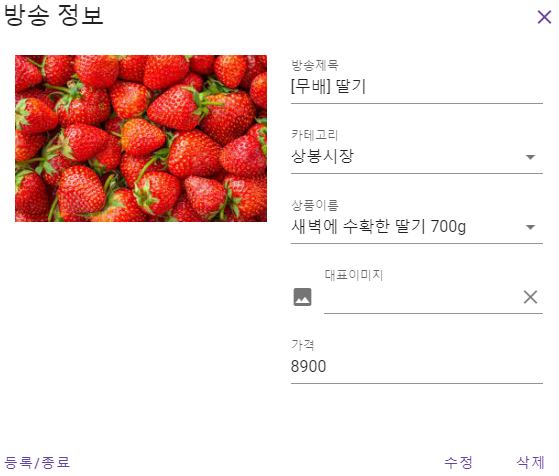 방송 정보
방송제목
[무배] 딸기
카테고리
상봉시장
상품이름
새벽에 수확한 딸기 700g
대표이미지
가격
8900
등록/종료
수정
삭제